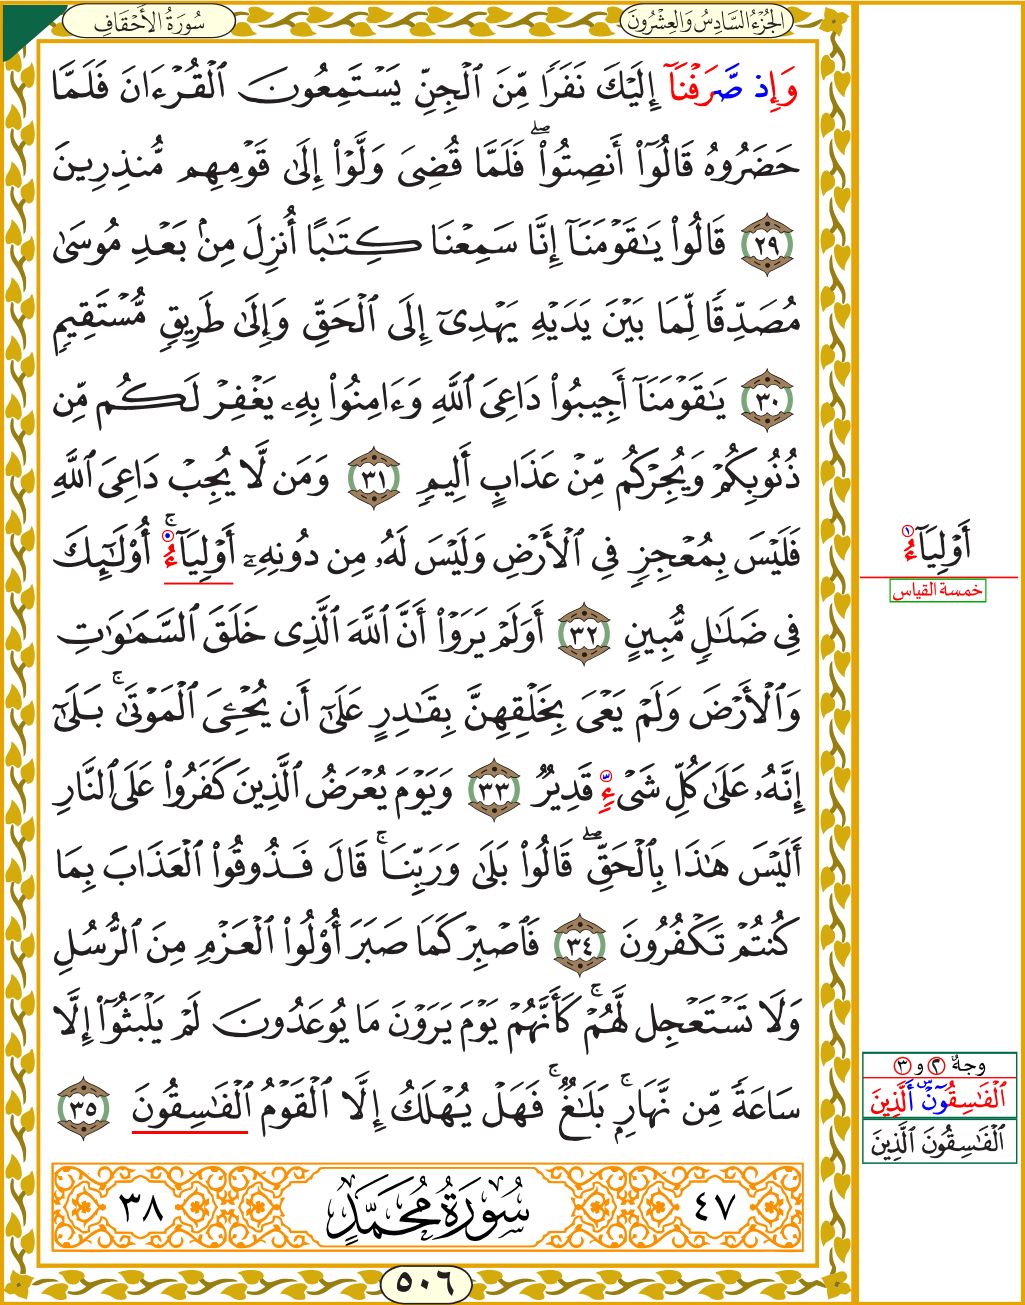 سُورَةُ الأَحْقَافِ
الجُزْءُ السَّادِسُ وَالعِشْرُونَ
وَإِذ صَّرَفْنَآ إِلَيْكَ نَفَرًا مِّنَ ٱلْجِنِّ يَسْتَمِعُونَ ٱلْقُرْءَانَ فَلَمَّا
حَضَرُوهُ قَالُوٓا۟ أَنصِتُوا۟ ۖ فَلَمَّا قُضِىَ وَلَّوْا۟ إِلَىٰ قَوْمِهِم مُّنذِرِينَ
٢٩ قَالُوا۟ يَـٰقَوْمَنَآ إِنَّا سَمِعْنَا كِتَـٰبًا أُنزِلَ مِنۢ بَعْدِ مُوسَىٰ
مُصَدِّقًا لِّمَا بَيْنَ يَدَيْهِ يَهْدِىٓ إِلَى ٱلْحَقِّ وَإِلَىٰ طَرِيقٍ مُّسْتَقِيمٍ
٣٠ يَـٰقَوْمَنَآ أَجِيبُوا۟ دَاعِىَ ٱللَّهِ وَءَامِنُوا۟ بِهِۦ يَغْفِرْ لَكُم مِّن
ذُنُوبِكُمْ وَيُجِرْكُم مِّنْ عَذَابٍ أَلِيمٍ ٣١ وَمَن لَّا يُجِبْ دَاعِىَ ٱللَّهِ
فَلَيْسَ بِمُعْجِزٍ فِى ٱلْأَرْضِ وَلَيْسَ لَهُۥ مِن دُونِهِۦٓ أَوْلِيَآءُ ۚ أُو۟لَـٰٓئِكَ
فِى ضَلَـٰلٍ مُّبِينٍ ٣٢ أَوَلَمْ يَرَوْا۟ أَنَّ ٱللَّهَ ٱلَّذِى خَلَقَ ٱلسَّمَـٰوَٰتِ
وَٱلْأَرْضَ وَلَمْ يَعْىَ بِخَلْقِهِنَّ بِقَـٰدِرٍ عَلَىٰٓ أَن يُحْـِۧىَ ٱلْمَوْتَىٰ ۚ بَلَىٰٓ
إِنَّهُۥ عَلَىٰ كُلِّ شَىْءٍ قَدِيرٌ ٣٣ وَيَوْمَ يُعْرَضُ ٱلَّذِينَ كَفَرُوا۟ عَلَى ٱلنَّارِ
أَلَيْسَ هَـٰذَا بِٱلْحَقِّ ۖ قَالُوا۟ بَلَىٰ وَرَبِّنَا ۚ قَالَ فَذُوقُوا۟ ٱلْعَذَابَ بِمَا
كُنتُمْ تَكْفُرُونَ ٣٤ فَٱصْبِرْ كَمَا صَبَرَ أُو۟لُوا۟ ٱلْعَزْمِ مِنَ ٱلرُّسُلِ
وَلَا تَسْتَعْجِل لَّهُمْ ۚ كَأَنَّهُمْ يَوْمَ يَرَوْنَ مَا يُوعَدُونَ لَمْ يَلْبَثُوٓا۟ إِلَّا
سَاعَةً مِّن نَّهَارٍۭ ۚ بَلَـٰغٌ ۚ فَهَلْ يُهْلَكُ إِلَّا ٱلْقَوْمُ ٱلْفَـٰسِقُونَ ٣٥
٤٧ سُورَةُ مُحَمَّدٍ ٣٨
٥٠٦
أَوْلِيَآءُ ١
خمسة القياس
وجهٌ ٢ و ٣
ٱلْفَـٰسِقُونَ ٱلَّذِينَ
ٱلْفَـٰسِقُونَ ٱلَّذِينَ